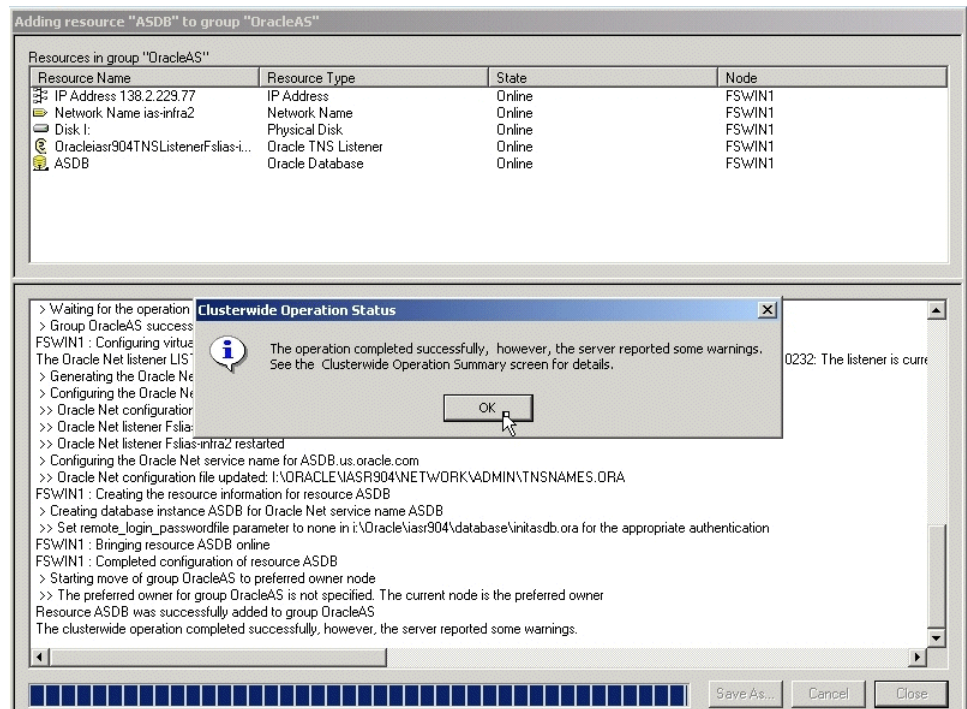 Adding resource "ASDB" to group "OracleAS"
Resources in group "OracleAS"
Resource Name Resource Type State Node
IP Address 138.2.229.77 IP Address Online FSWIN1
Network Name ias-infra2 Network Name Online FSWIN1
Disk I: Physical Disk Online FSWIN1
Oracleiasr904TNSListenerFslias-i... Oracle TNS Listener Online FSWIN1
ASDB Oracle Database Online FSWIN1
> Waiting for the operation
> Group OracleAS success
FSWIN1 : Configuring virtua
The Oracle Net listener LIST 0232: The listener is curre
> Generating the Oracle Ne
> Configuring the Oracle Ne
>> Oracle Net configuration
>> Oracle Net listener Fslia
>> Oracle Net listener Fslias-infra2 restarted
> Configuring the Oracle Net service name for ASDB.us.oracle.com
>> Oracle Net configuration file updated: I:\ORACLE\IASR904\NETWORK\ADMIN\TNSNAMES.ORA
FSWIN1 : Creating the resource information for resource ASDB
> Creating database instance ASDB for Oracle Net service name ASDB
>> Set remote_login_passwordfile parameter to none in i:\Oracle\iasr904\database\initasdb.ora for the appropriate authentication
FSWIN1 : Bringing resource ASDB online
FSWIN1 : Completed configuration of resource ASDB
> Starting move of group OracleAS to preferred owner node
>> The preferred owner for group OracleAS is not specified. The current node is the preferred owner
Resource ASDB was successfully added to group OracleAS
The clusterwide operation completed successfully, however, the server reported some warnings.
Clusterwide Operation Status
The operation completed successfully, however, the server reported some warnings.
See the Clusterwide Operation Summary screen for details.
OK
Save As... Cancel Close